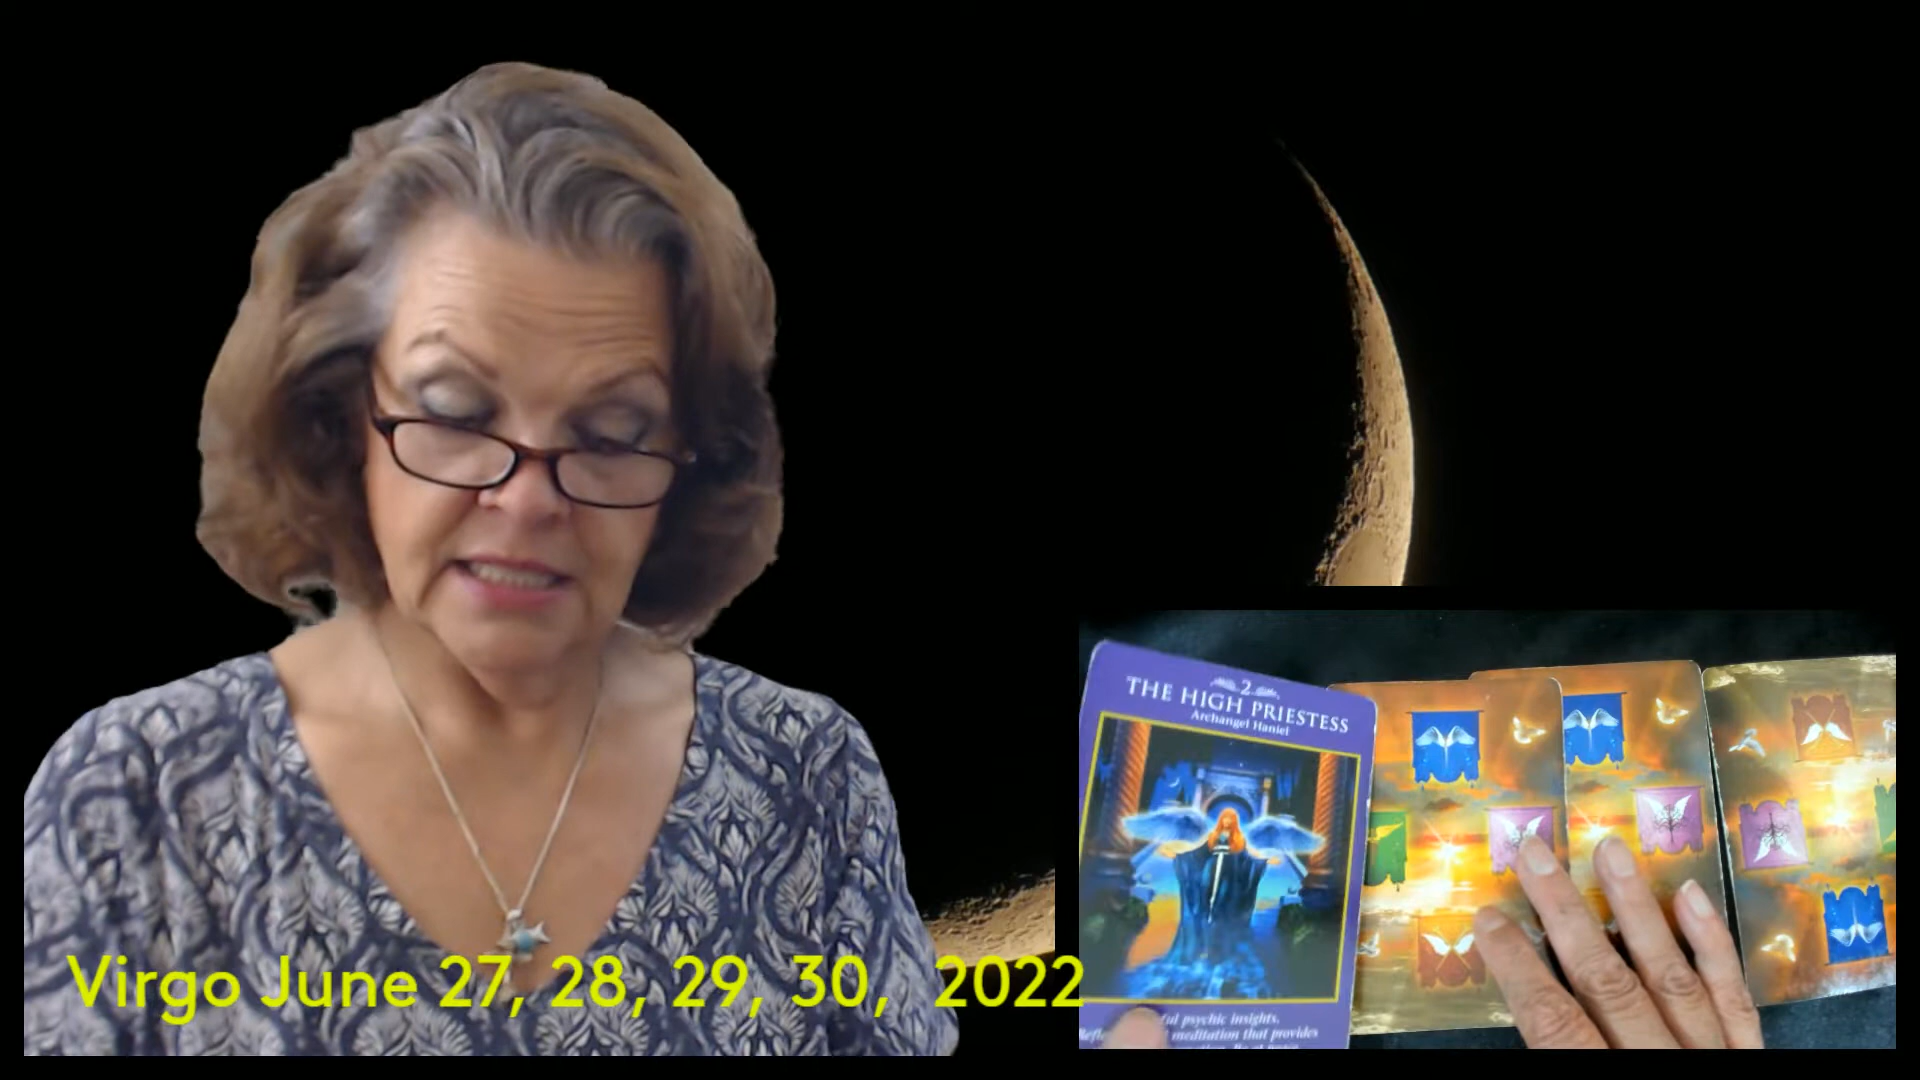 Virgo June 27, 28, 29, 30, 2022
2
THE HIGH PRIESTESS
Archangel Haniel
psychic insights.
meditation that provides